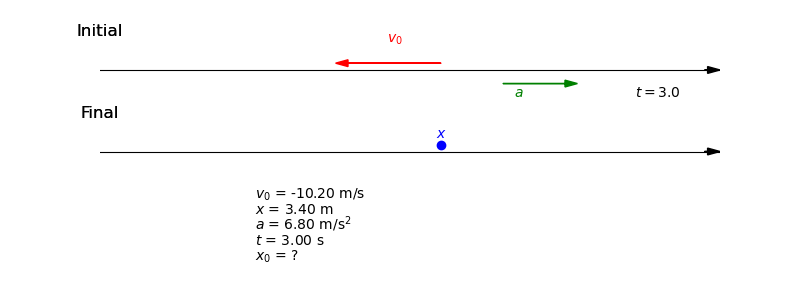 Initial
v₀
a
t = 3.0
Final
x
v₀ = -10.20 m/s
x = 3.40 m
a = 6.80 m/s²
t = 3.00 s
x₀ = ?